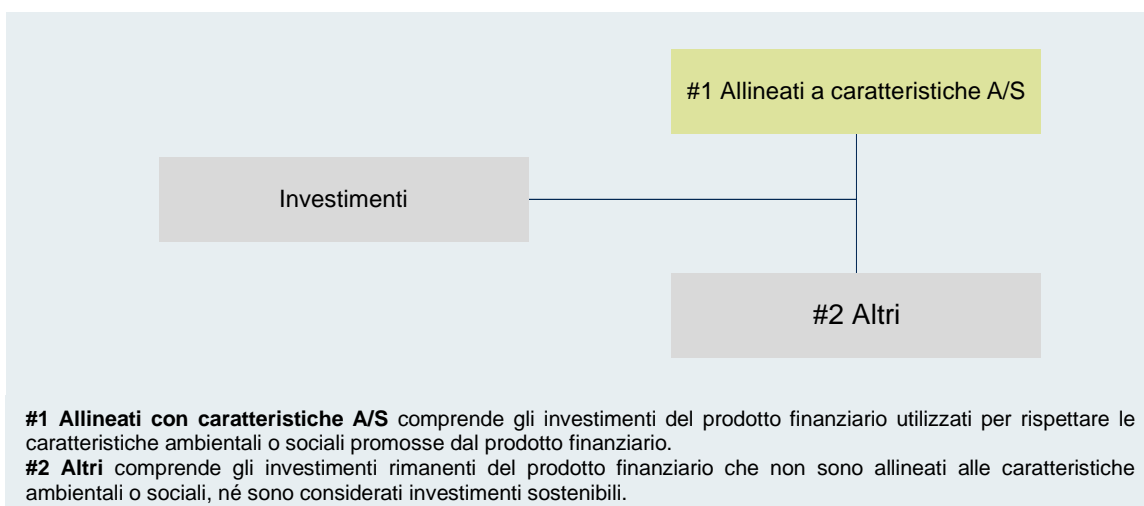 #1 Allineati a caratteristiche A/S
Investimenti
#2 Altri
#1 Allineati con caratteristiche A/S comprende gli investimenti del prodotto finanziario utilizzati per rispettare le
caratteristiche ambientali o sociali promosse dal prodotto finanziario.
#2 Altri comprende gli investimenti rimanenti del prodotto finanziario che non sono allineati alle caratteristiche
ambientali o sociali, né sono considerati investimenti sostenibili.